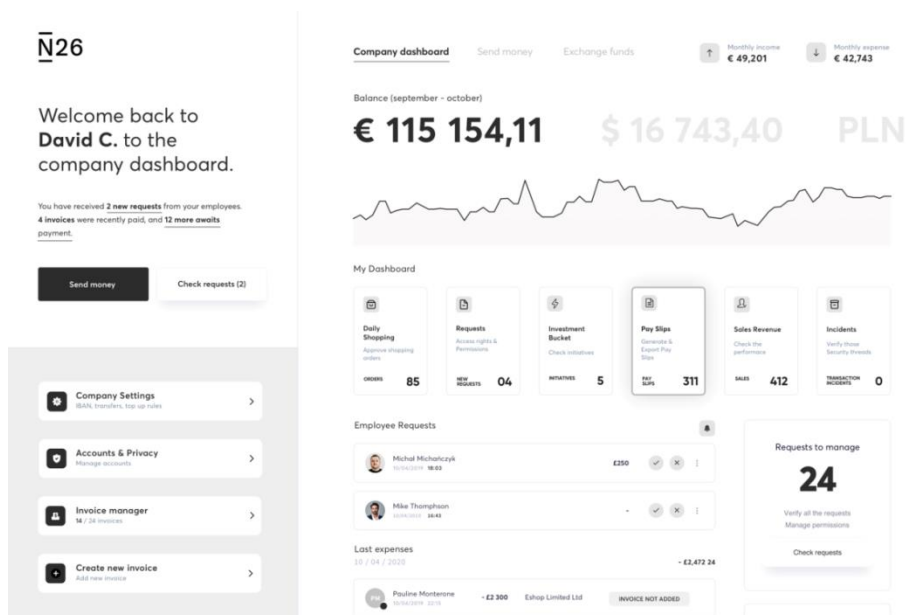 N26
Welcome back to
David C. to the
company dashboard.
You have received 2 new requests from your employees.
4 invoices were recently paid, and 12 more awaits
payment.
Send money
Check requests (2)
Company Settings
IBAN, transfers, top up rules
Accounts & Privacy
Manage accounts
Invoice manager
14 / 24 invoices
Create new invoice
Add new invoice
Company dashboard
Send money
Exchange funds
Monthly income
€ 49,201
Monthly expense
€ 42,743
Balance (september - october)
€ 115 154,11
$ 16 743,40
PLN
My Dashboard
Daily
Shopping
Approve shopping
orders
ORDERS 85
Requests
Access rights &
Permissions
NEW
REQUESTS 04
Investment
Bucket
Check initiatives
INITIATIVES 5
Pay Slips
Generate &
Export Pay
Slips
PAY
SLIPS 311
Sales Revenue
Check the
performace
SALES 412
Incidents
Verify those
Security threads
TRANSACTION
INCIDENTS 0
Employee Requests
Michał Michańczyk
£250
Mike Thomphson
-
Last expenses
10 / 04 / 2020
- £2,472 24
PM
Pauline Monterone
- £2 300
Eshop Limited Ltd
INVOICE NOT ADDED
Requests to manage
24
Verify all the requests
Manage permissions
Check requests